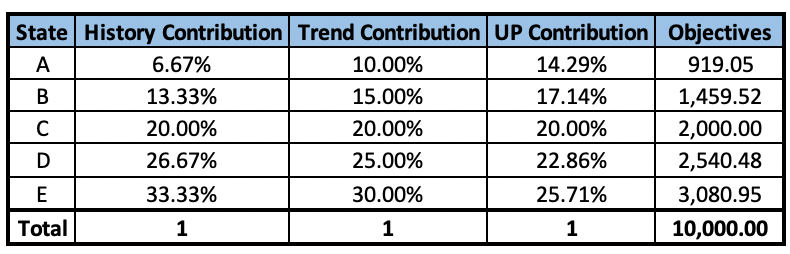 State History Contribution Trend Contribution UP Contribution Objectives
A 6.67% 10.00% 14.29% 919.05
B 13.33% 15.00% 17.14% 1,459.52
C 20.00% 20.00% 20.00% 2,000.00
D 26.67% 25.00% 22.86% 2,540.48
E 33.33% 30.00% 25.71% 3,080.95
Total 1 1 1 10,000.00